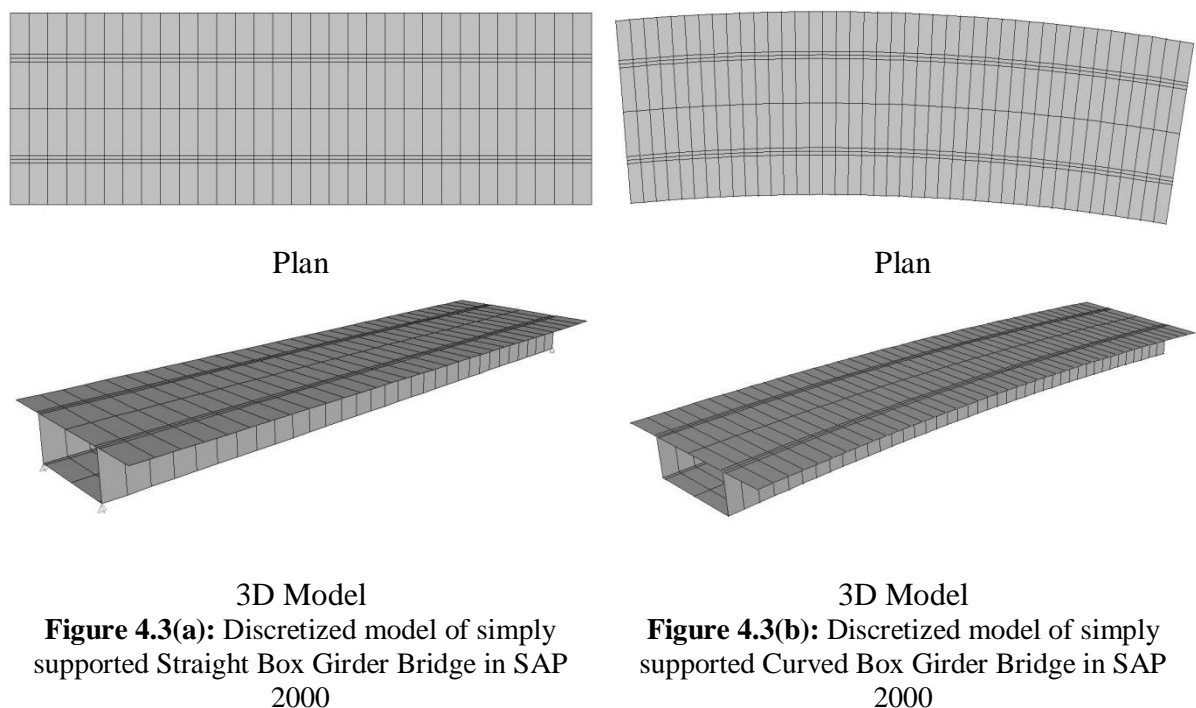 Plan
3D Model
Figure 4.3(a): Discretized model of simply
supported Straight Box Girder Bridge in SAP
2000
Plan
3D Model
Figure 4.3(b): Discretized model of simply
supported Curved Box Girder Bridge in SAP
2000